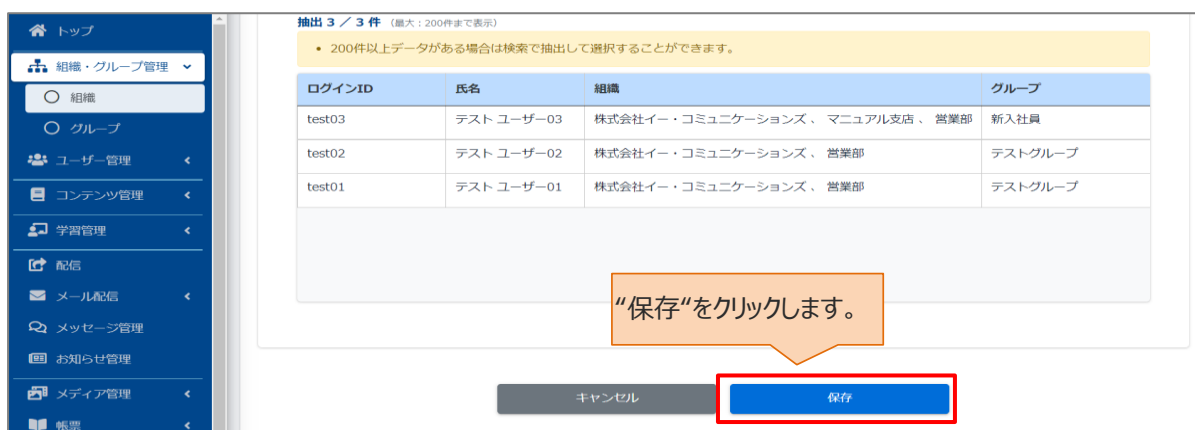 トップ
組織・グループ管理
組織
グループ
ユーザー管理
コンテンツ管理
学習管理
配信
メール配信
メッセージ管理
お知らせ管理
メディア管理
帳票
抽出 3 ／ 3 件 （最大：200件まで表示）
• 200件以上データがある場合は検索で抽出して選択することができます。
ログインID 氏名 組織 グループ
test03 テスト ユーザー03 株式会社イー・コミュニケーションズ 、 マニュアル支店 、 営業部 新入社員
test02 テスト ユーザー02 株式会社イー・コミュニケーションズ 、 営業部 テストグループ
test01 テスト ユーザー01 株式会社イー・コミュニケーションズ 、 営業部 テストグループ
“保存“をクリックします。
キャンセル 保存